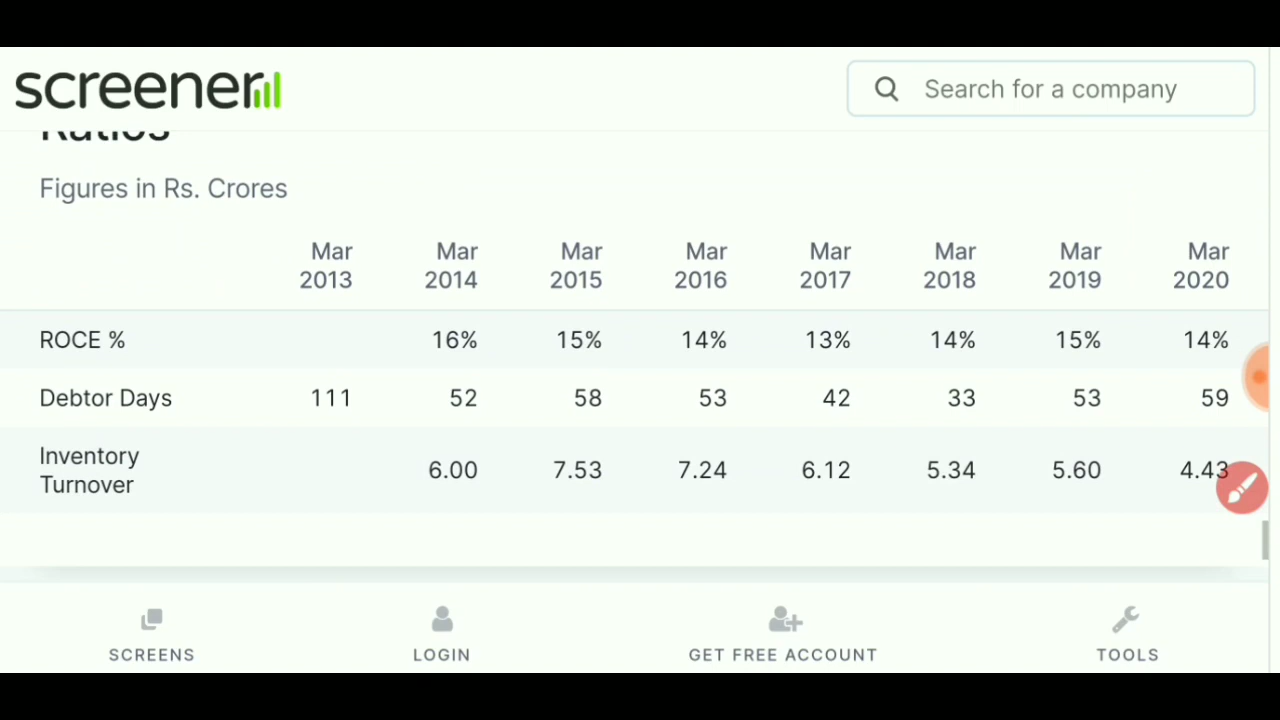 screener
Search for a company
Ratios
Figures in Rs. Crores
Mar 2013 Mar 2014 Mar 2015 Mar 2016 Mar 2017 Mar 2018 Mar 2019 Mar 2020
ROCE % 16% 15% 14% 13% 14% 15% 14%
Debtor Days 111 52 58 53 42 33 53 59
Inventory Turnover 6.00 7.53 7.24 6.12 5.34 5.60 4.43
SCREENS LOGIN GET FREE ACCOUNT TOOLS